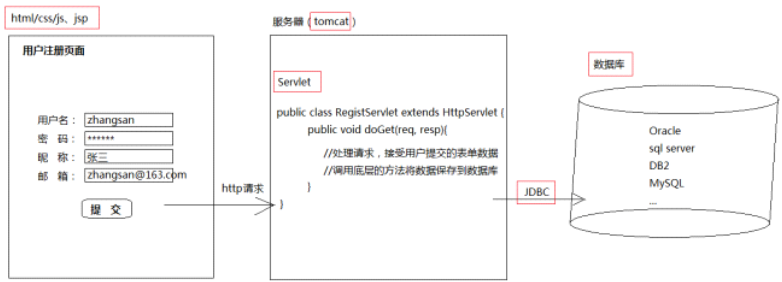 html/css/js、jsp
用户注册页面
用户名： zhangsan
密 码： ******
昵 称： 张三
邮 箱： zhangsan@163.com
提 交
http请求
服务器（tomcat）
Servlet
public class RegistServlet extends HttpServlet {
public void doGet(req, resp){
//处理请求，接受用户提交的表单数据
//调用底层的方法将数据保存到数据库
}
}
JDBC
数据库
Oracle
sql server
DB2
MySQL
...